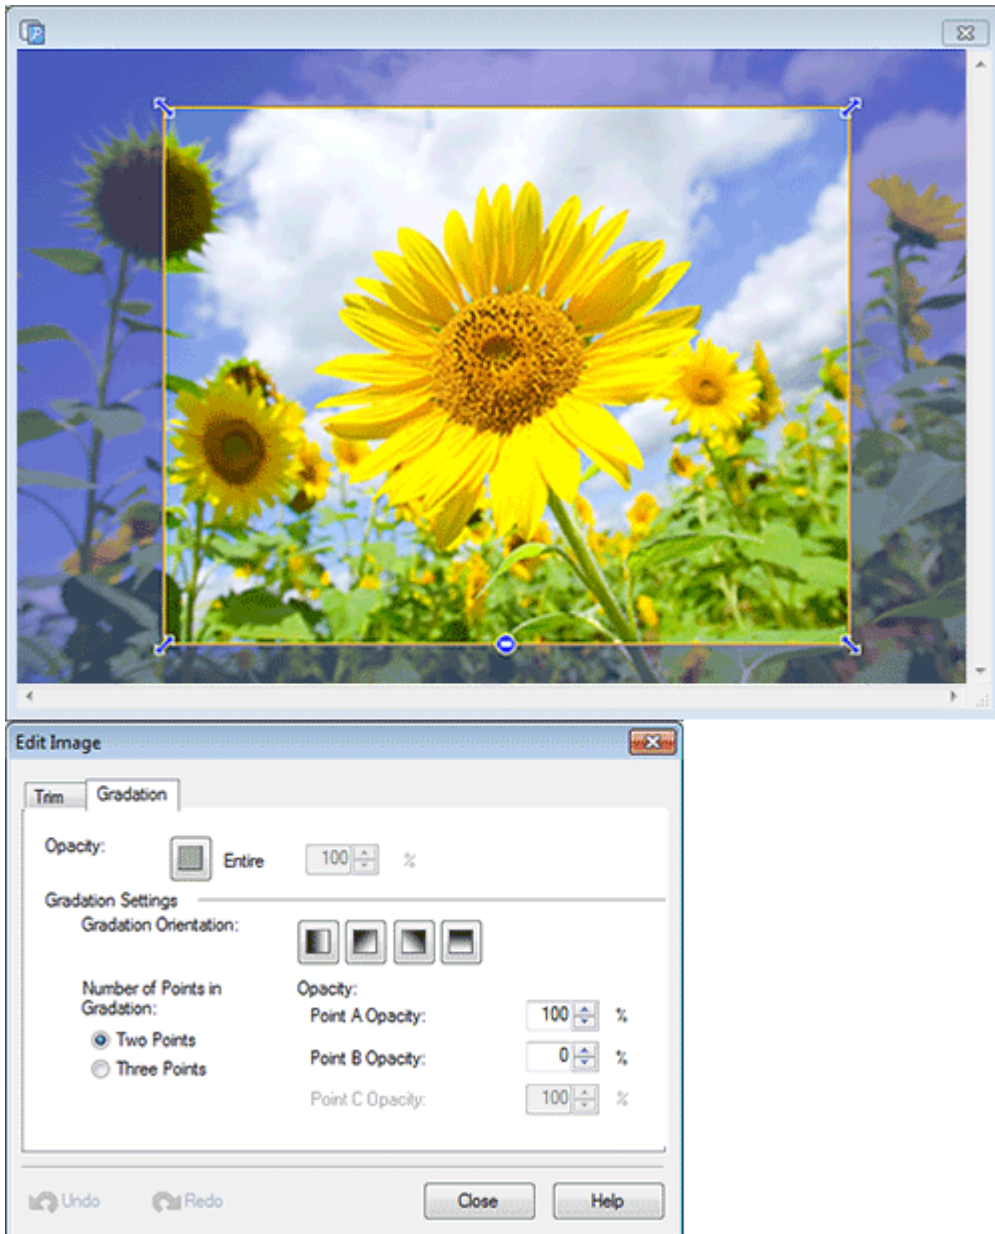 Edit Image
Trim
Gradation
Opacity:
Entire
100 %
Gradation Settings
Gradation Orientation:
Number of Points in
Gradation:
Two Points
Three Points
Opacity:
Point A Opacity:
100 %
Point B Opacity:
0 %
Point C Opacity:
100 %
Undo
Redo
Close
Help